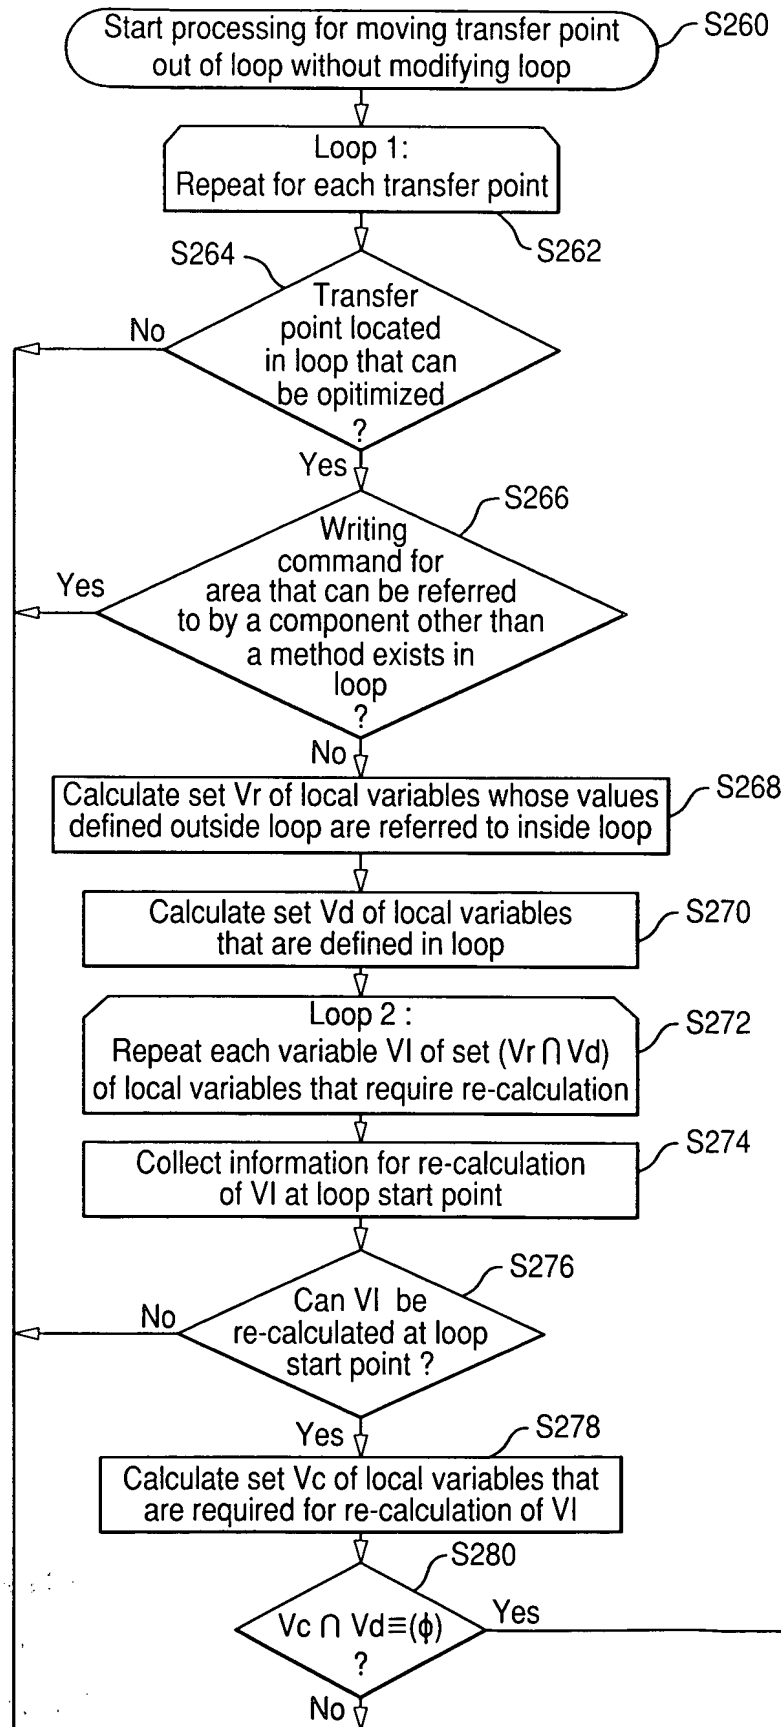 Start processing for moving transfer point
out of loop without modifying loop
S260
Loop 1:
Repeat for each transfer point
S262
S264
Transfer
point located
in loop that can
be opitimized
?
No
Yes
S266
Writing
command for
area that can be referred
to by a component other than
a method exists in
loop
?
Yes
No
Calculate set Vr of local variables whose values
defined outside loop are referred to inside loop
S268
Calculate set Vd of local variables
that are defined in loop
S270
Loop 2 :
Repeat each variable VI of set (Vr ∩ Vd)
of local variables that require re-calculation
S272
Collect information for re-calculation
of VI at loop start point
S274
S276
Can VI be
re-calculated at loop
start point ?
No
Yes
S278
Calculate set Vc of local variables that
are required for re-calculation of VI
S280
Vc ∩ Vd≡(ϕ)
?
Yes
No